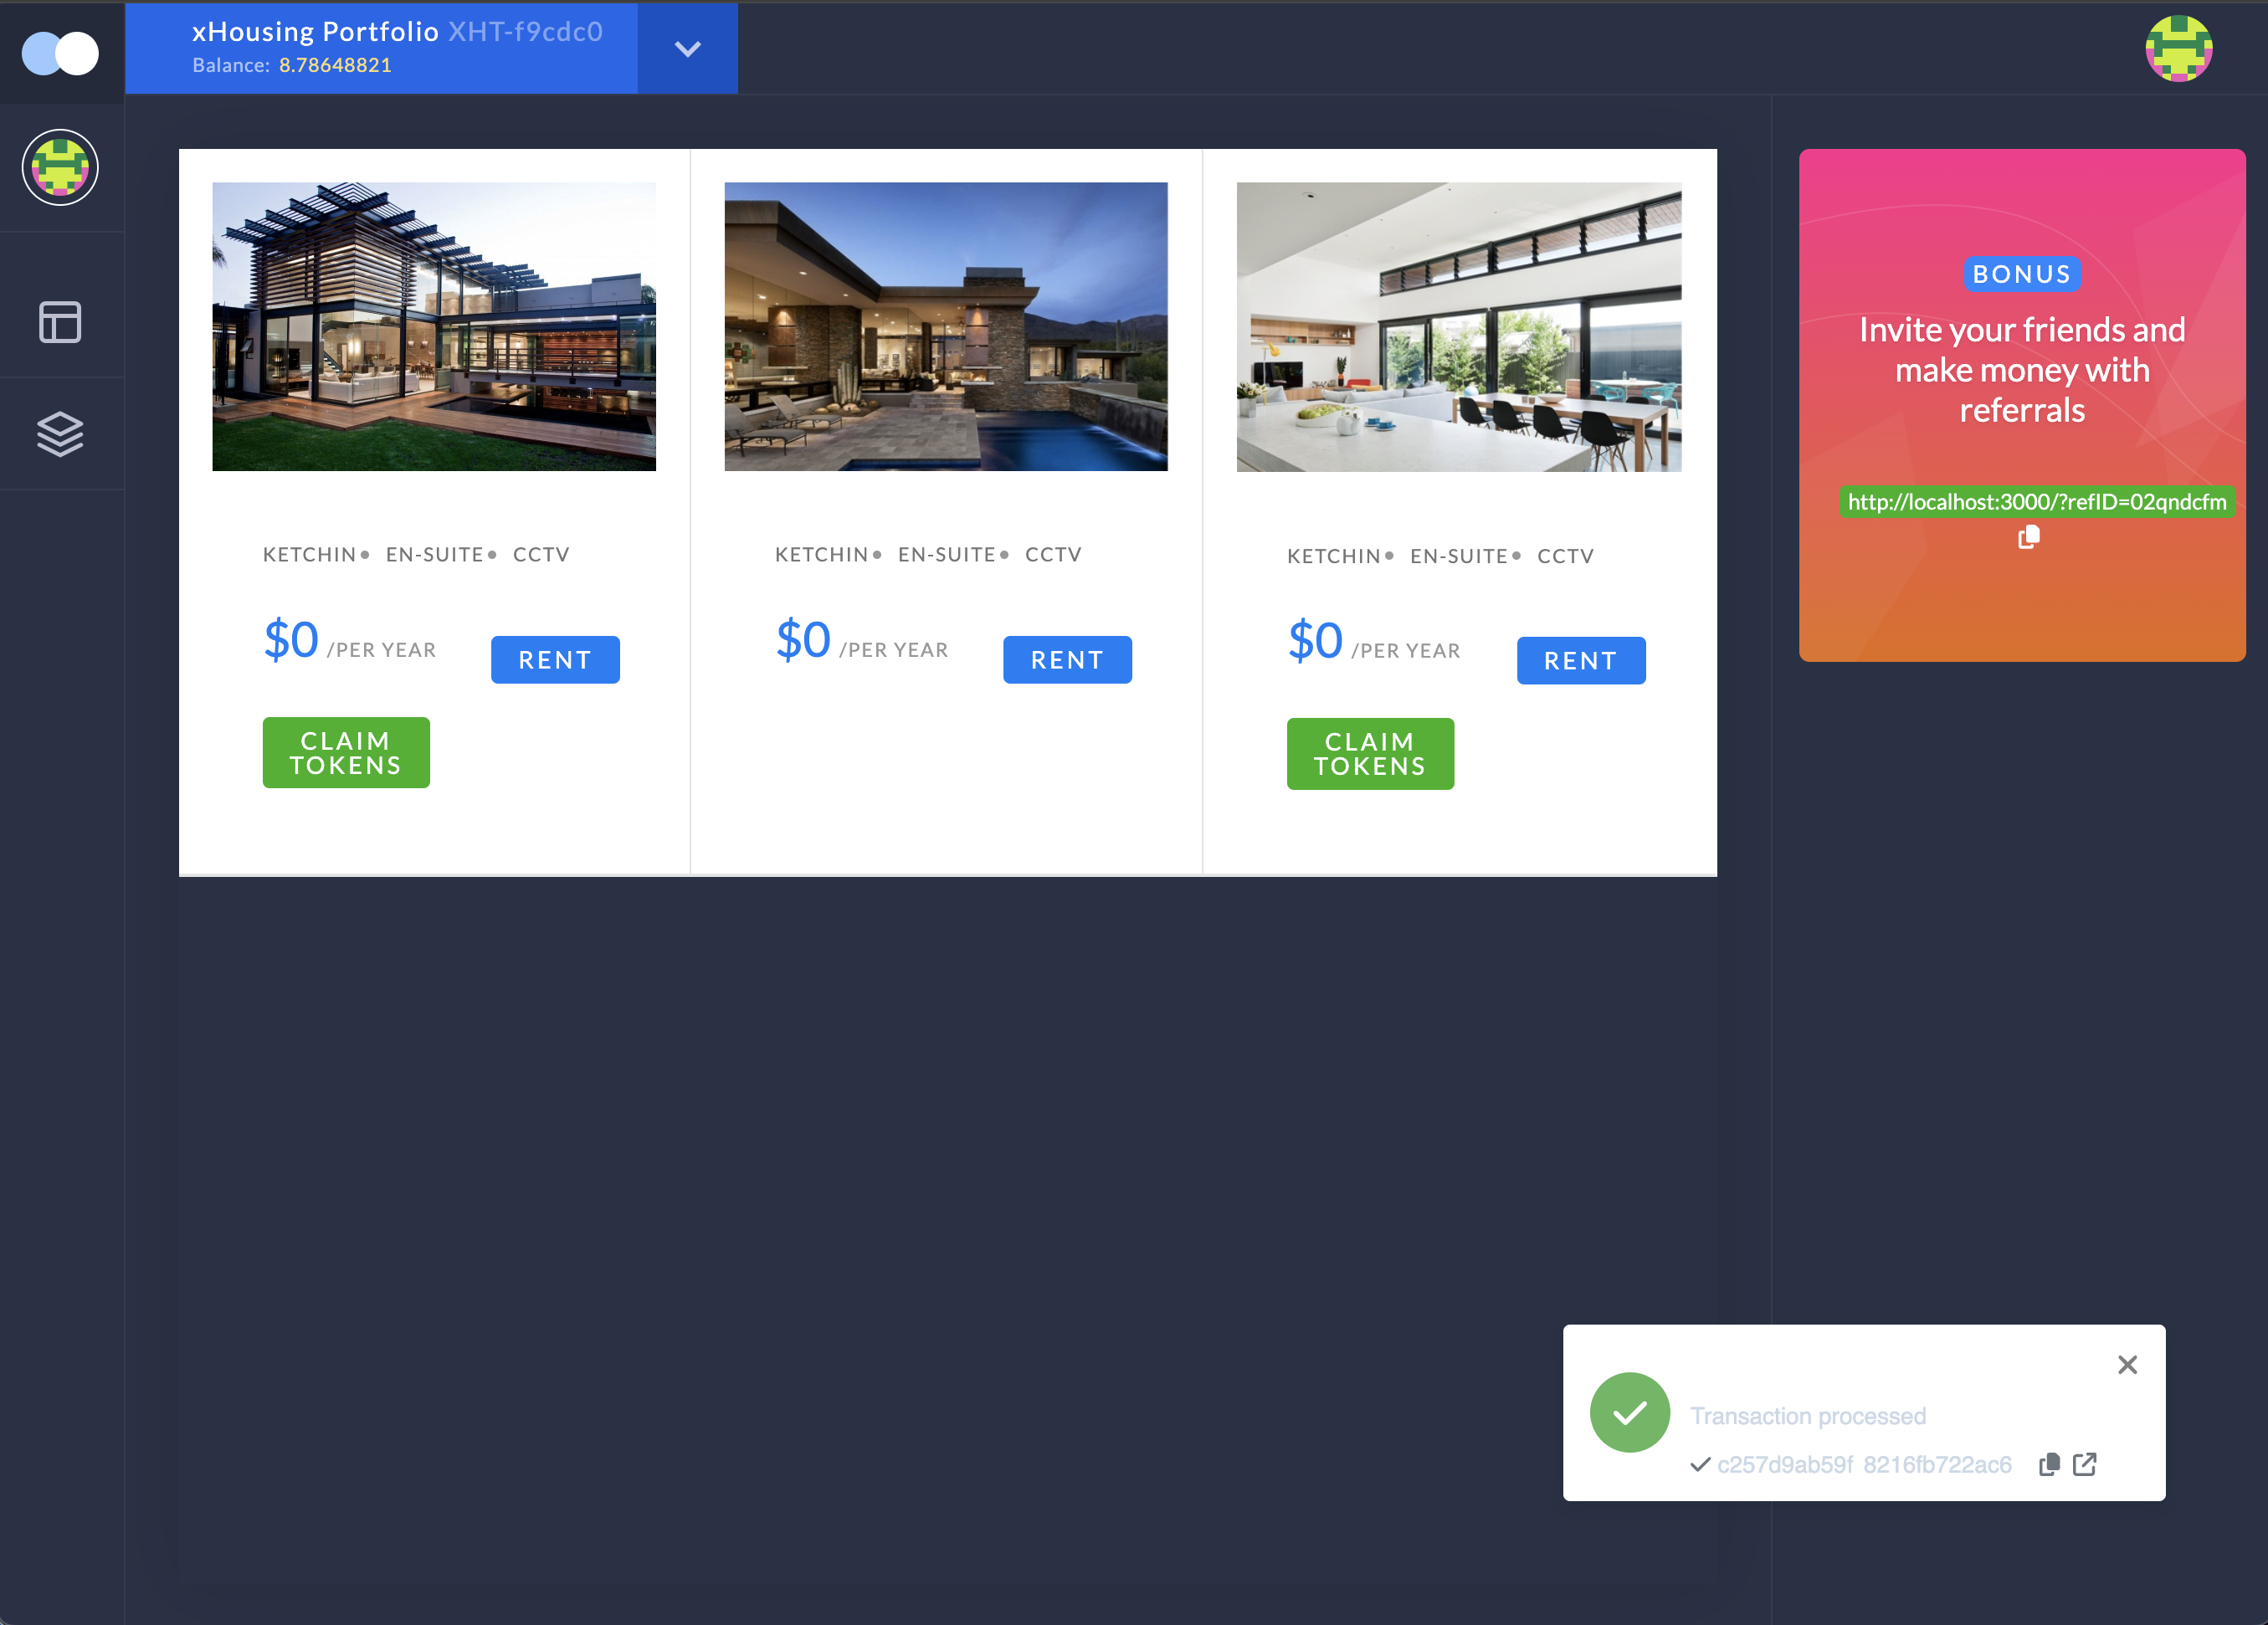 xHousing Portfolio XHT-f9cdc0
Balance: 8.78648821
KETCHIN • EN-SUITE • CCTV
$0 /PER YEAR
RENT
CLAIM
TOKENS
KETCHIN • EN-SUITE • CCTV
$0 /PER YEAR
RENT
KETCHIN • EN-SUITE • CCTV
$0 /PER YEAR
RENT
CLAIM
TOKENS
BONUS
Invite your friends and
make money with
referrals
http://localhost:3000/?refID=02qndcfm
Transaction processed
c257d9ab59f 8216fb722ac6